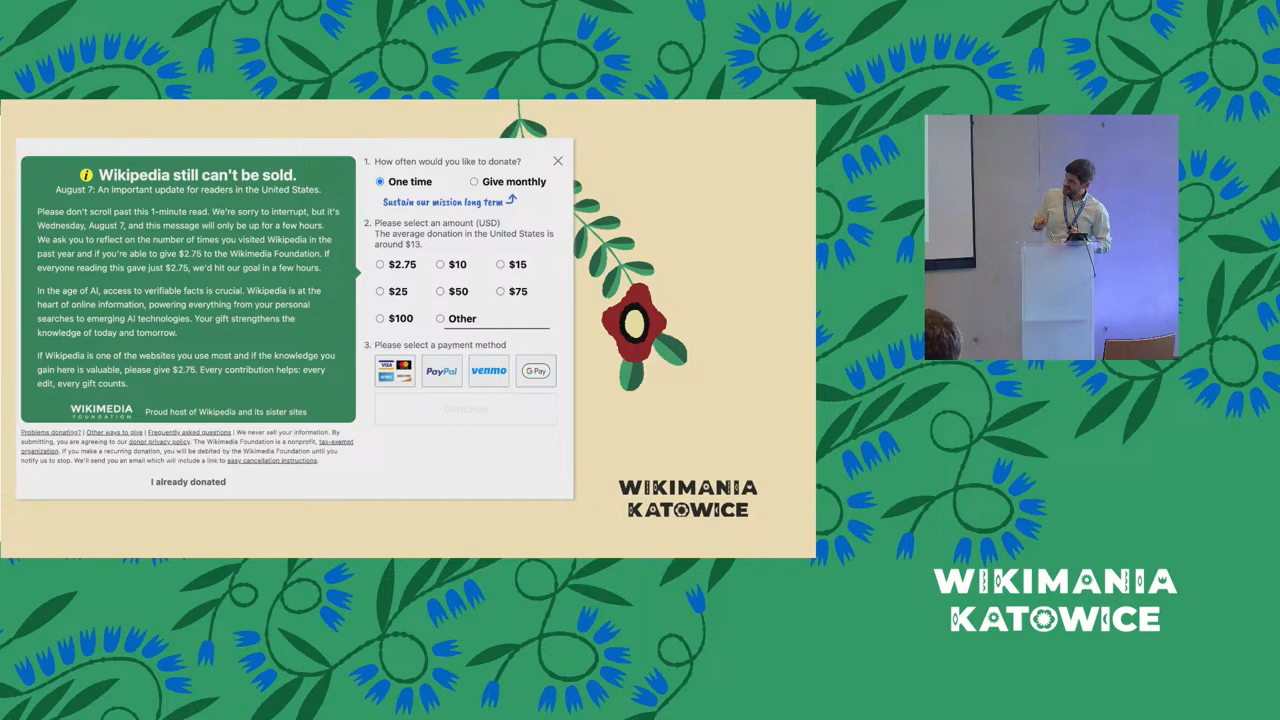 Wikipedia still can't be sold.
August 7: An important update for readers in the United States.
Please don't scroll past this 1-minute read. We're sorry to interrupt, but it's
Wednesday, August 7, and this message will only be up for a few hours.
We ask you to reflect on the number of times you visited Wikipedia in the
past year and if you're able to give $2.75 to the Wikimedia Foundation. If
everyone reading this gave just $2.75, we'd hit our goal in a few hours.
In the age of AI, access to verifiable facts is crucial. Wikipedia is at the
heart of online information, powering everything from your personal
searches to emerging AI technologies. Your gift strengthens the
knowledge of today and tomorrow.
If Wikipedia is one of the websites you use most and if the knowledge you
gain here is valuable, please give $2.75. Every contribution helps: every
edit, every gift counts.
WIKIMEDIA
FOUNDATION
Proud host of Wikipedia and its sister sites
Problems donating? | Other ways to give | Frequently asked questions | We never sell your information. By
submitting, you are agreeing to our donor privacy policy. The Wikimedia Foundation is a nonprofit, tax-exempt
organization. If you make a recurring donation, you will be debited by the Wikimedia Foundation until you
notify us to stop. We'll send you an email which will include a link to easy cancellation instructions.
I already donated
1. How often would you like to donate?
One time Give monthly
Sustain our mission long term
2. Please select an amount (USD)
The average donation in the United States is
around $13.
$2.75 $10 $15
$25 $50 $75
$100 Other
3. Please select a payment method
VISA PayPal venmo G Pay
Continue
WIKIMANIA
KATOWICE
WIKIMANIA
KATOWICE